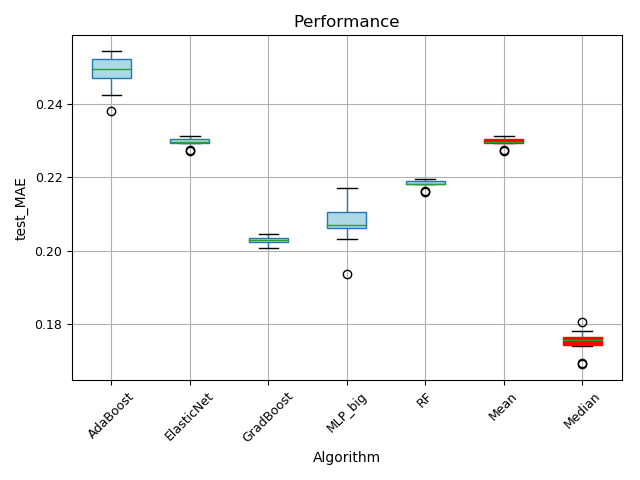 Performance
test_MAE
0.24
0.22
0.20
0.18
AdaBoost
ElasticNet
GradBoost
MLP_big
RF
Mean
Median
Algorithm